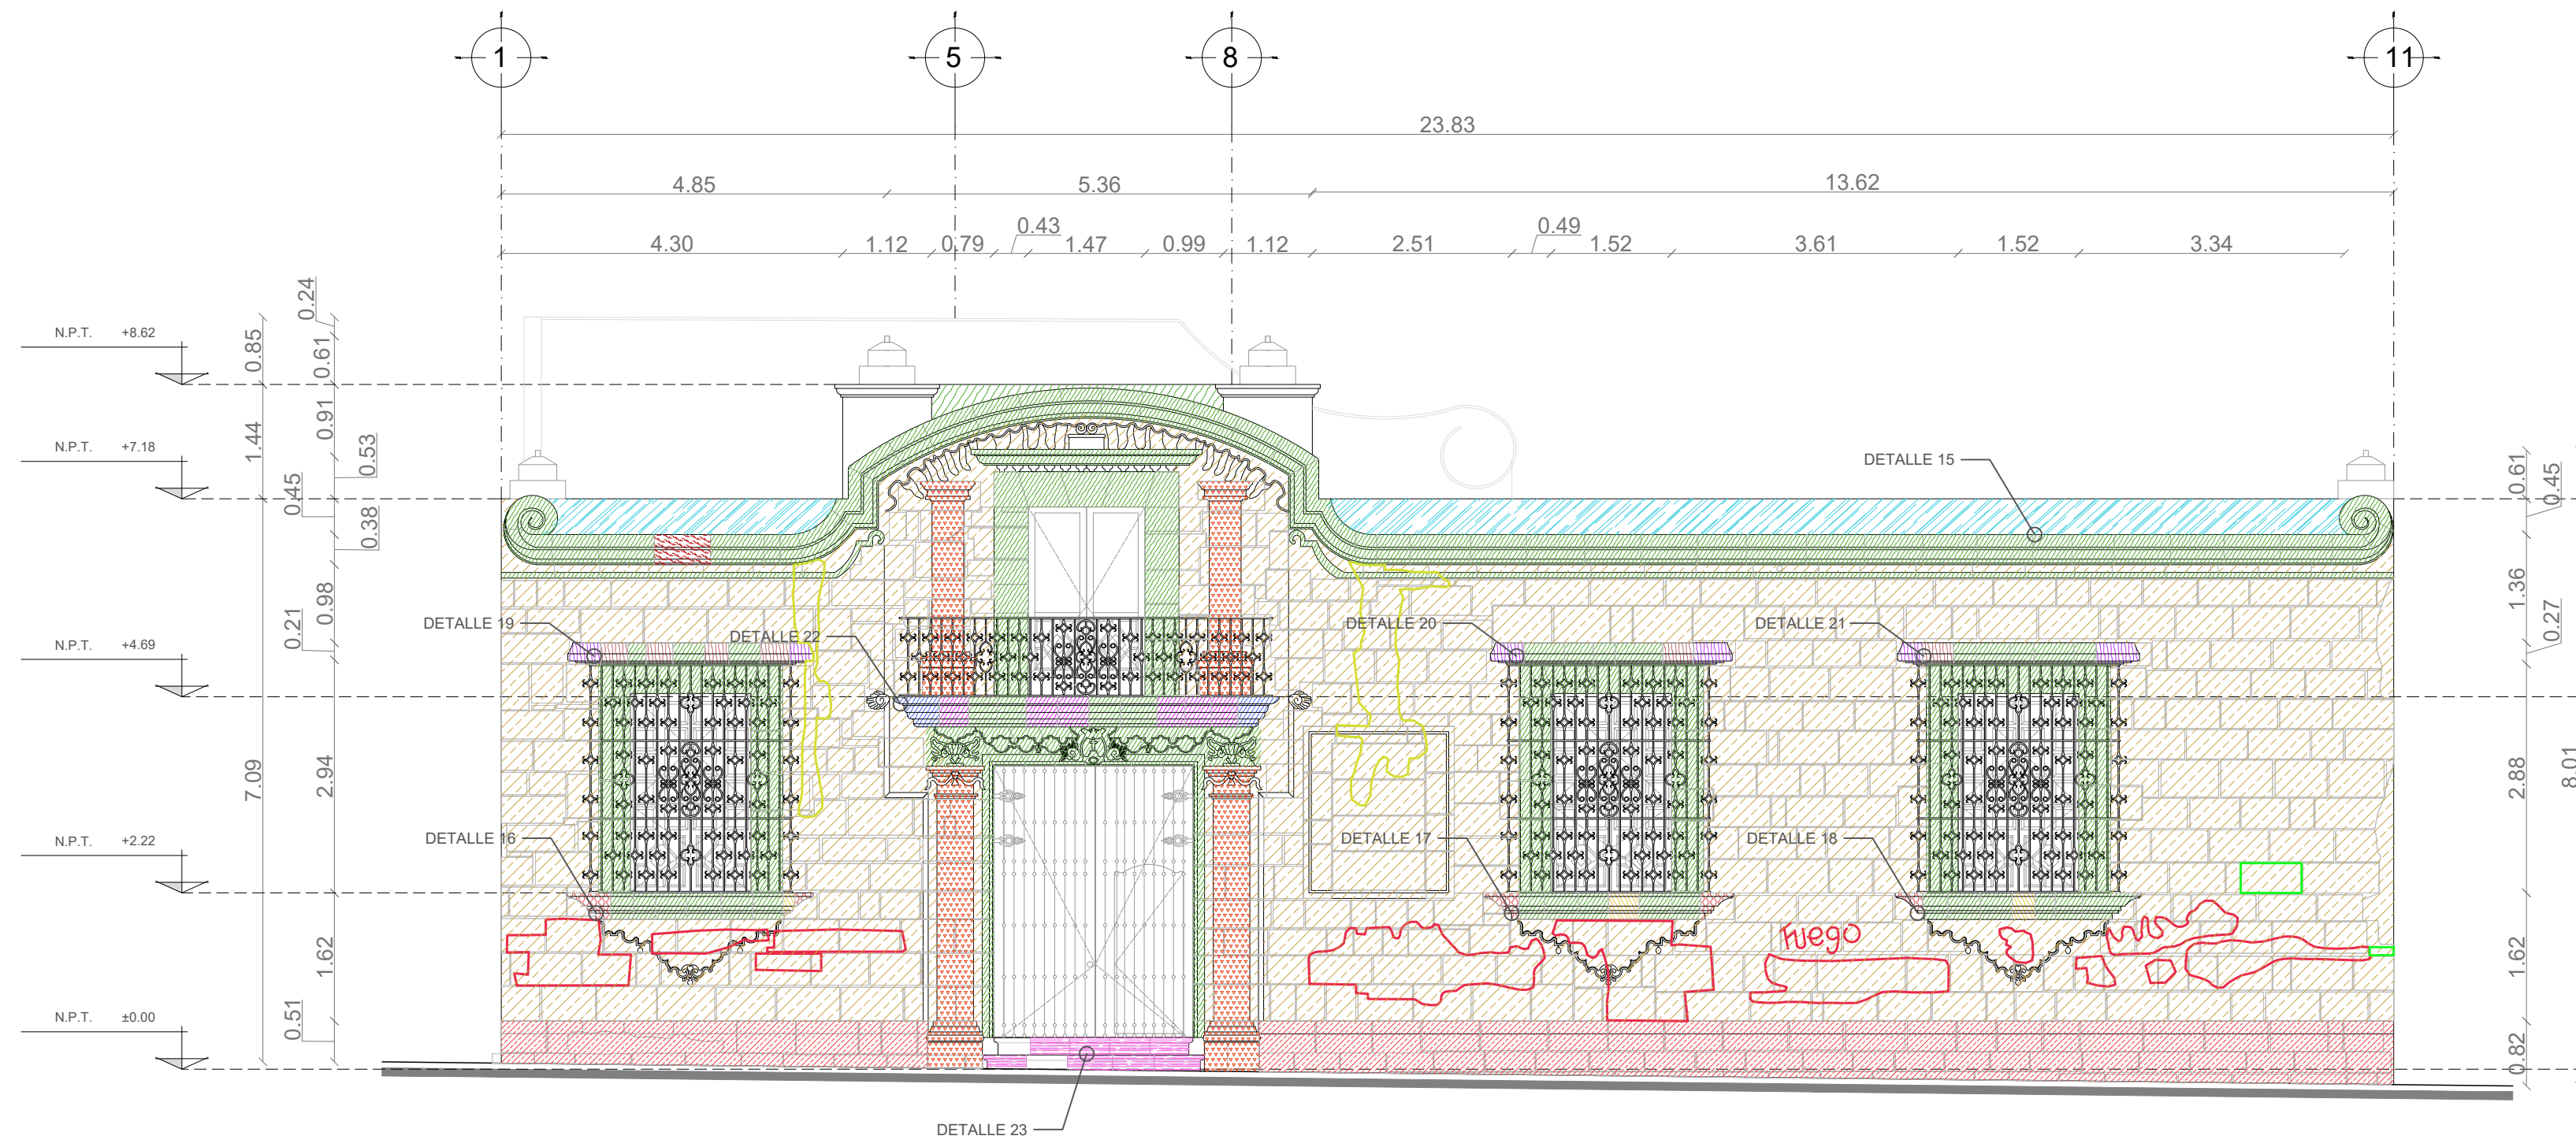 1 5 8 11
23.83
4.85 5.36 13.62
4.30 1.12 0.79 0.43 1.47 0.99 1.12 2.51 0.49 1.52 3.61 1.52 3.34
N.P.T. +8.62
N.P.T. +7.18
N.P.T. +4.69
N.P.T. +2.22
N.P.T. ±0.00
0.85
1.44
7.09
0.24
0.61
0.91
0.53
0.45
0.38
0.98
0.21
2.94
1.62
0.51
DETALLE 15
DETALLE 19
DETALLE 22
DETALLE 20
DETALLE 21
DETALLE 16
DETALLE 17
DETALLE 18
Fuego
DETALLE 23
0.61
0.45
1.36
0.27
2.88
8.01
1.62
0.82